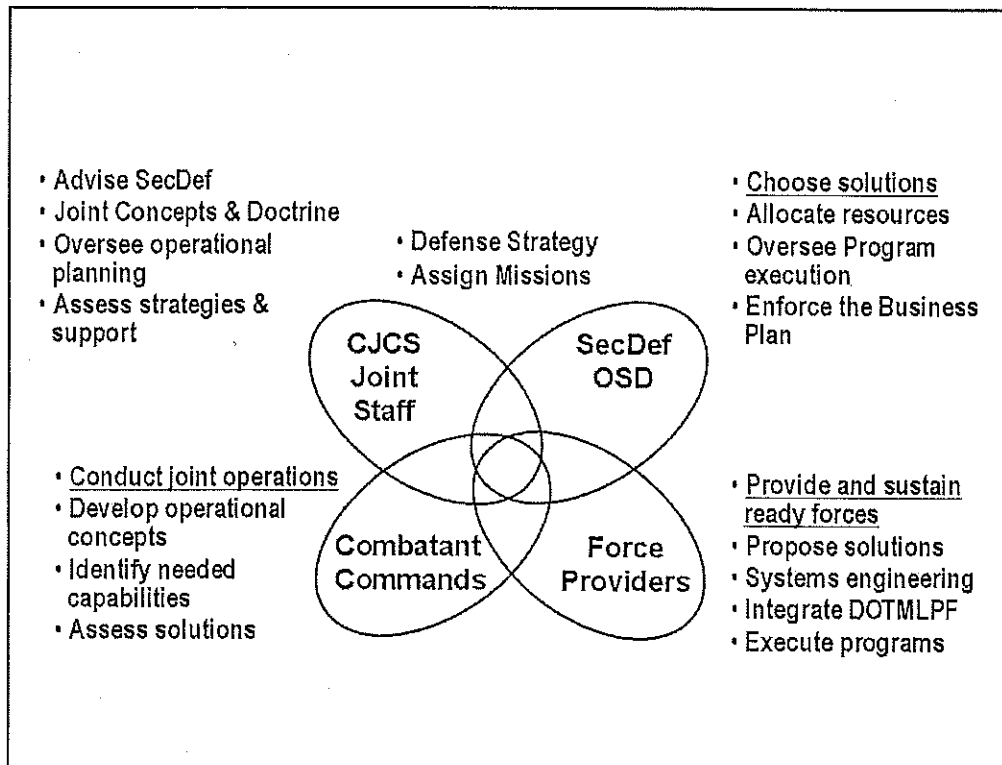 • Advise SecDef
• Joint Concepts & Doctrine
• Oversee operational
planning
• Assess strategies &
support
• Defense Strategy
• Assign Missions
• Choose solutions
• Allocate resources
• Oversee Program
execution
• Enforce the Business
Plan
CJCS
Joint
Staff
SecDef
OSD
• Conduct joint operations
• Develop operational
concepts
• Identify needed
capabilities
• Assess solutions
Combatant
Commands
Force
Providers
• Provide and sustain
ready forces
• Propose solutions
• Systems engineering
• Integrate DOTMLPF
• Execute programs